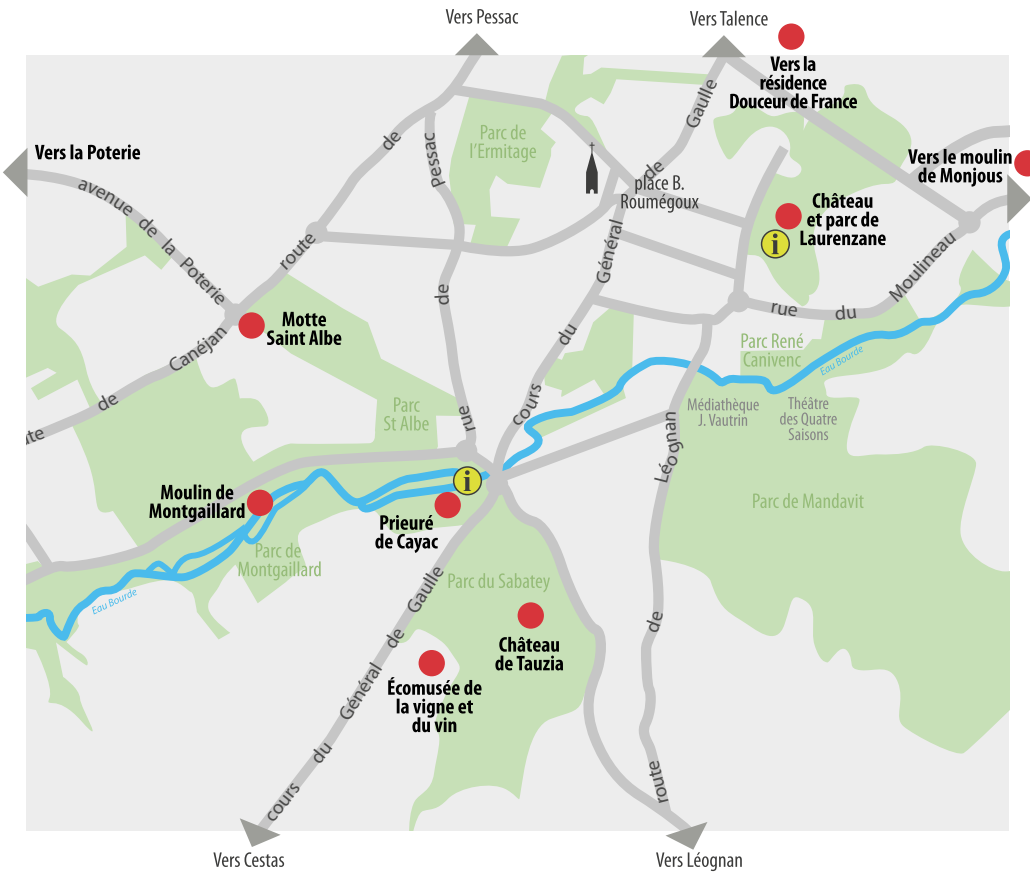 Vers Pessac
Vers Talence
Vers la
résidence
Douceur de France
Vers la Poterie
Vers le moulin
de Monjous
Parc de
l'Ermitage
place B.
Roumégoux
Château
et parc de
Laurenzane
i
avenue de la Poterie
route de
Pessac
de
rue
cours du Général de Gaulle
rue du Moulineau
Motte
Saint Albe
Canéjan
de
te
Parc
St Albe
Parc René
Canivenc
Eau Bourde
Médiathèque
J. Vautrin
Théâtre
des Quatre
Saisons
Léognan
de
route
Parc de Mandavit
i
Moulin de
Montgaillard
Prieuré
de Cayac
Parc de
Montgaillard
Eau Bourde
Parc du Sabatey
Château
de Tauzia
Écomusée de
la vigne et
du vin
cours du Général de Gaulle
Vers Cestas
Vers Léognan